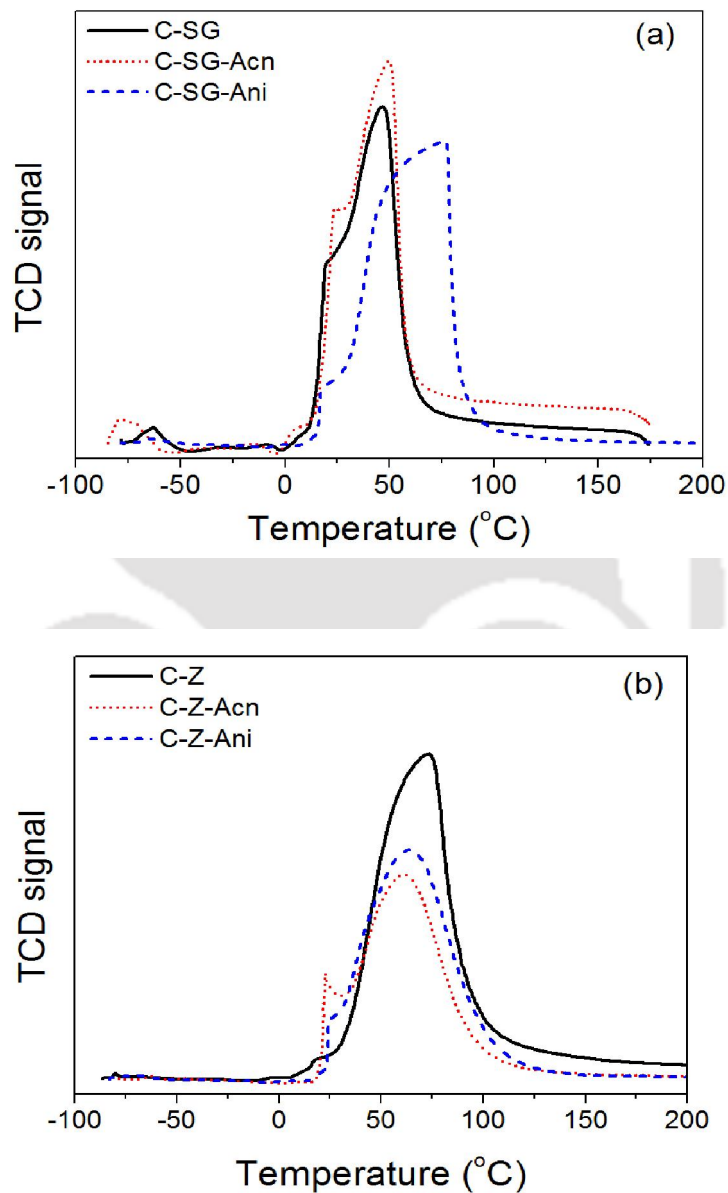 C-SG
(a)
C-SG-Acn
C-SG-Ani
TCD signal
-100 -50 0 50 100 150 200
Temperature (°C)
C-Z
(b)
C-Z-Acn
C-Z-Ani
TCD signal
-100 -50 0 50 100 150 200
Temperature (°C)